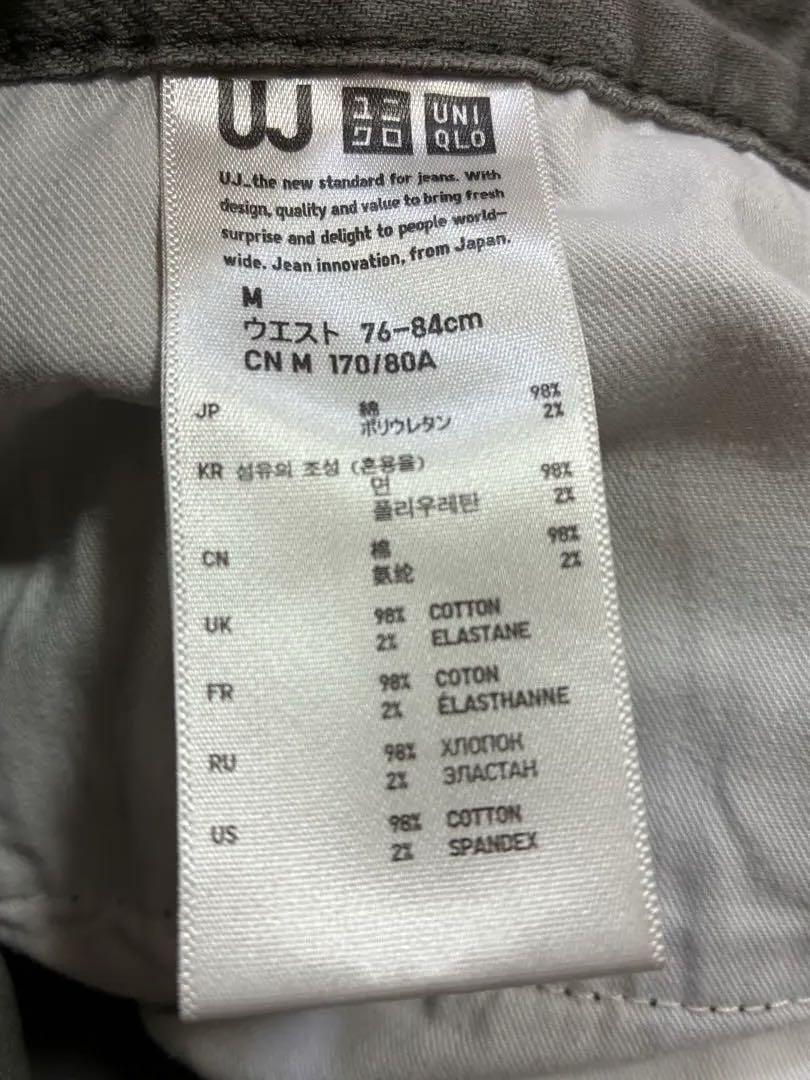 UJ ユニクロ UNIQLO
UJ_the new standard for jeans. With
design, quality and value to bring fresh
surprise and delight to people world-
wide. Jean innovation, from Japan.
M
ウエスト 76-84cm
CN M 170/80A
JP 綿 98%
ポリウレタン 2%
KR 섬유의 조성 (혼용율)
면 98%
폴리우레탄 2%
CN 棉 98%
氨纶 2%
UK 98% COTTON
2% ELASTANE
FR 98% COTON
2% ÉLASTHANNE
RU 98% ХЛОПОК
2% ЭЛАСТАН
US 98% COTTON
2% SPANDEX